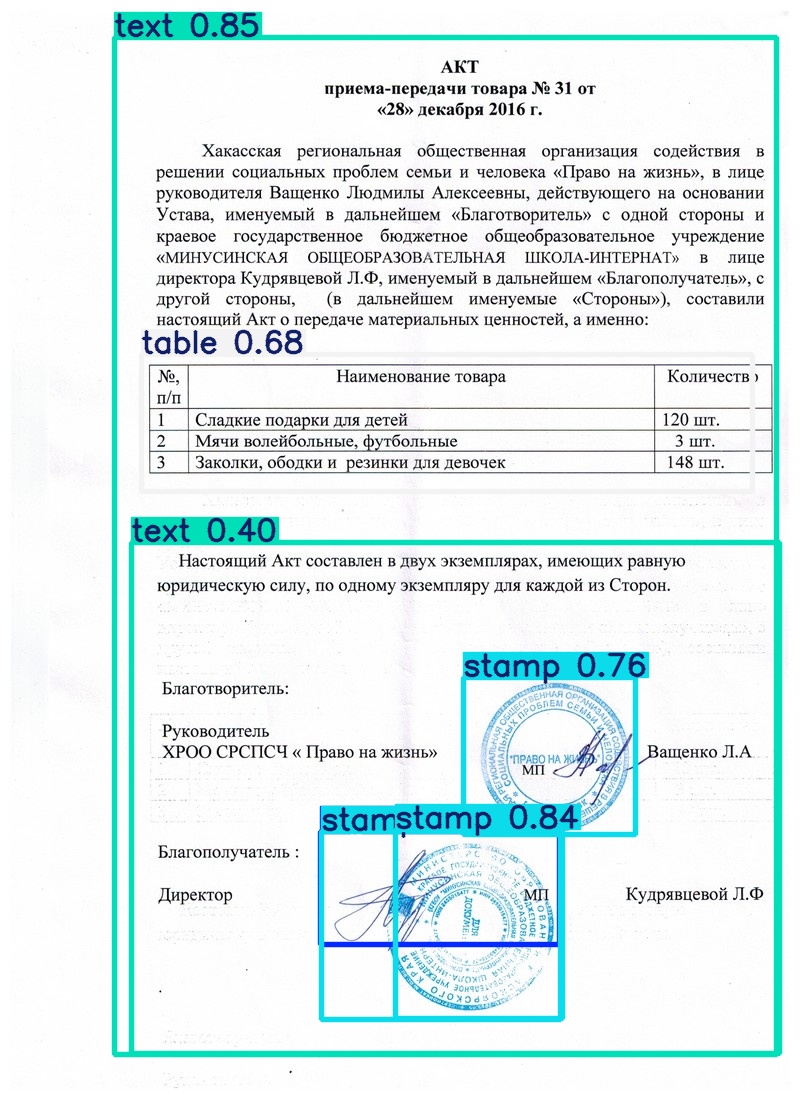 text 0.85
АКТ
приема-передачи товара № 31 от
«28» декабря 2016 г.
Хакасская региональная общественная организация содействия в
решении социальных проблем семьи и человека «Право на жизнь», в лице
руководителя Ващенко Людмилы Алексеевны, действующего на основании
Устава, именуемый в дальнейшем «Благотворитель» с одной стороны и
краевое государственное бюджетное общеобразовательное учреждение
«МИНУСИНСКАЯ ОБЩЕОБРАЗОВАТЕЛЬНАЯ ШКОЛА-ИНТЕРНАТ» в лице
директора Кудрявцевой Л.Ф, именуемый в дальнейшем «Благополучатель», с
другой стороны, (в дальнейшем именуемые «Стороны»), составили
настоящий Акт о передаче материальных ценностей, а именно:
table 0.68
№, п/п Наименование товара Количество
1 Сладкие подарки для детей 120 шт.
2 Мячи волейбольные, футбольные 3 шт.
3 Заколки, ободки и резинки для девочек 148 шт.
text 0.40
Настоящий Акт составлен в двух экземплярах, имеющих равную
юридическую силу, по одному экземпляру для каждой из Сторон.
stamp 0.76
Благотворитель:
Руководитель
ХРОО СРСПСЧ « Право на жизнь» МП Ващенко Л.А
"ПРАВО НА ЖИЗНЬ"
stamp 0.84
Благополучатель :
Директор МП Кудрявцевой Л.Ф
ДЛЯ